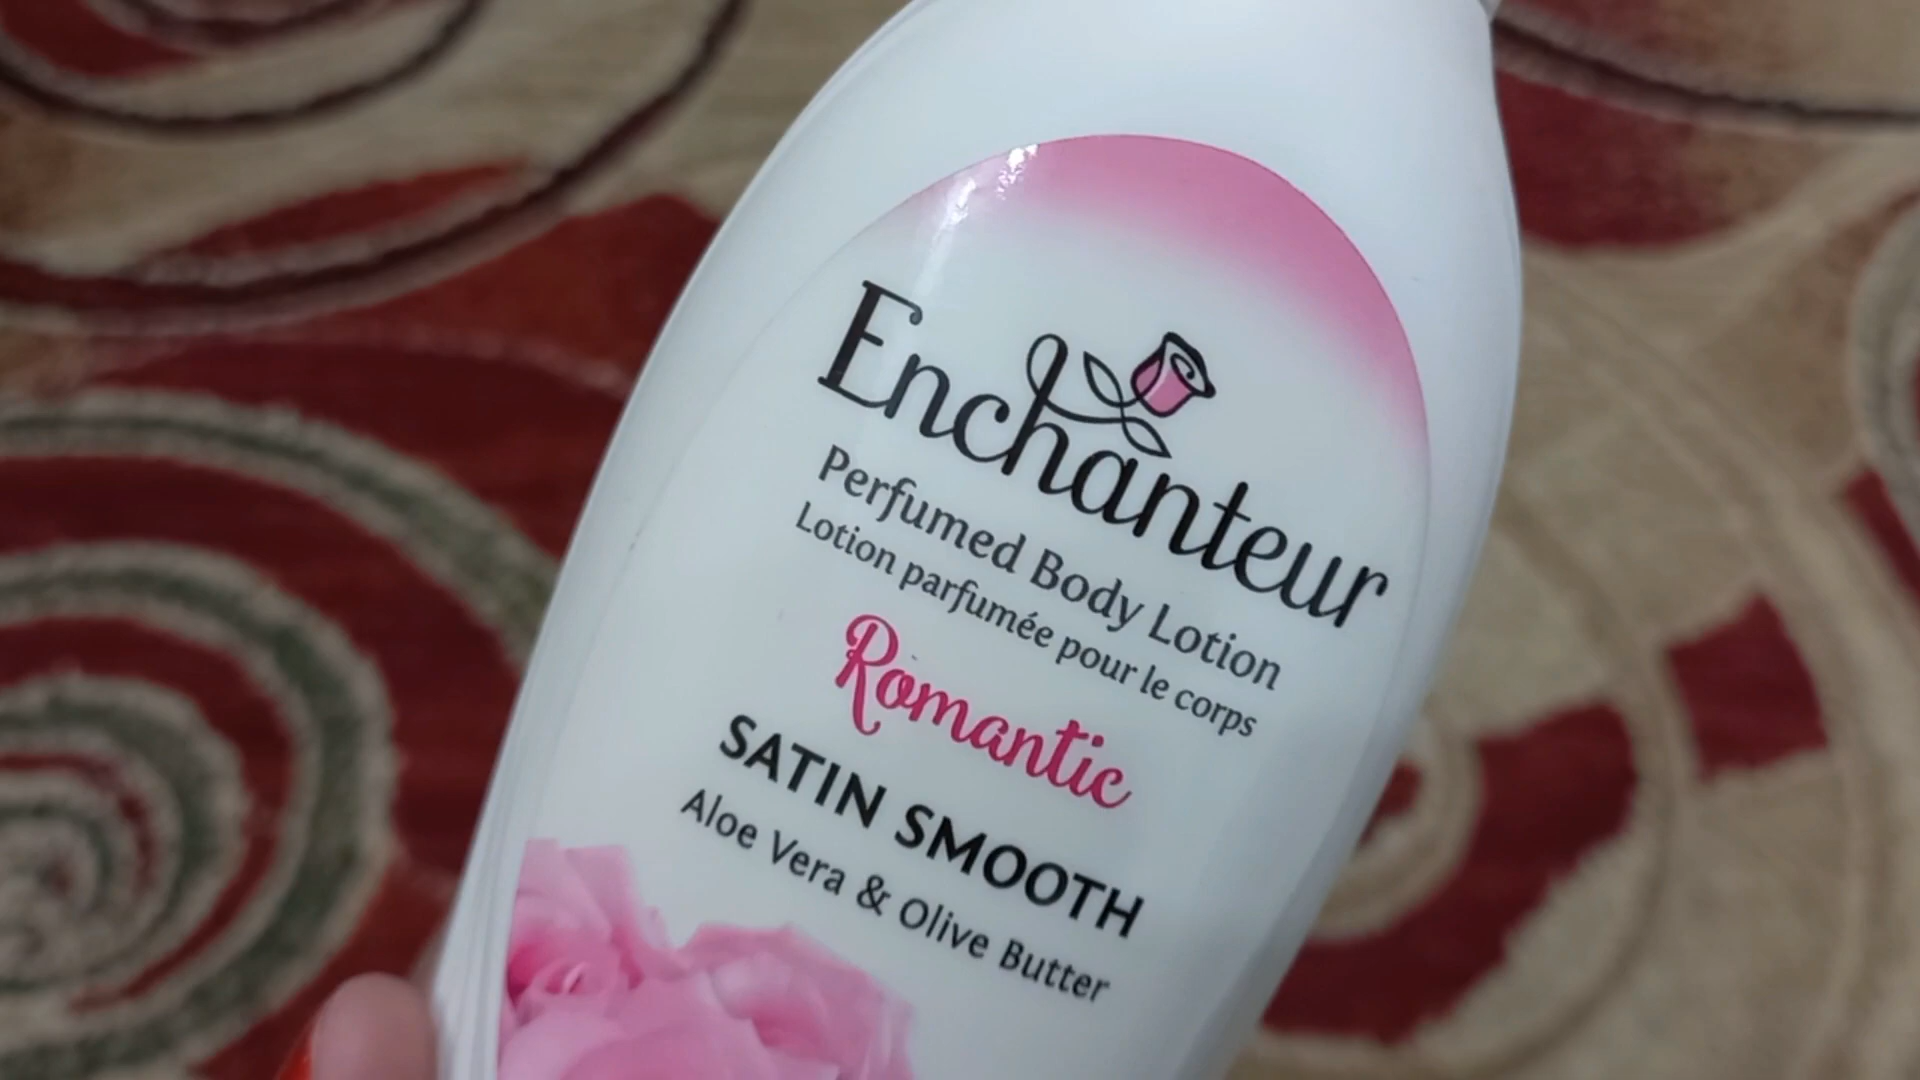 Enchanteur
Perfumed Body Lotion
Lotion parfumée pour le corps
Romantic
SATIN SMOOTH
Aloe Vera & Olive Butter